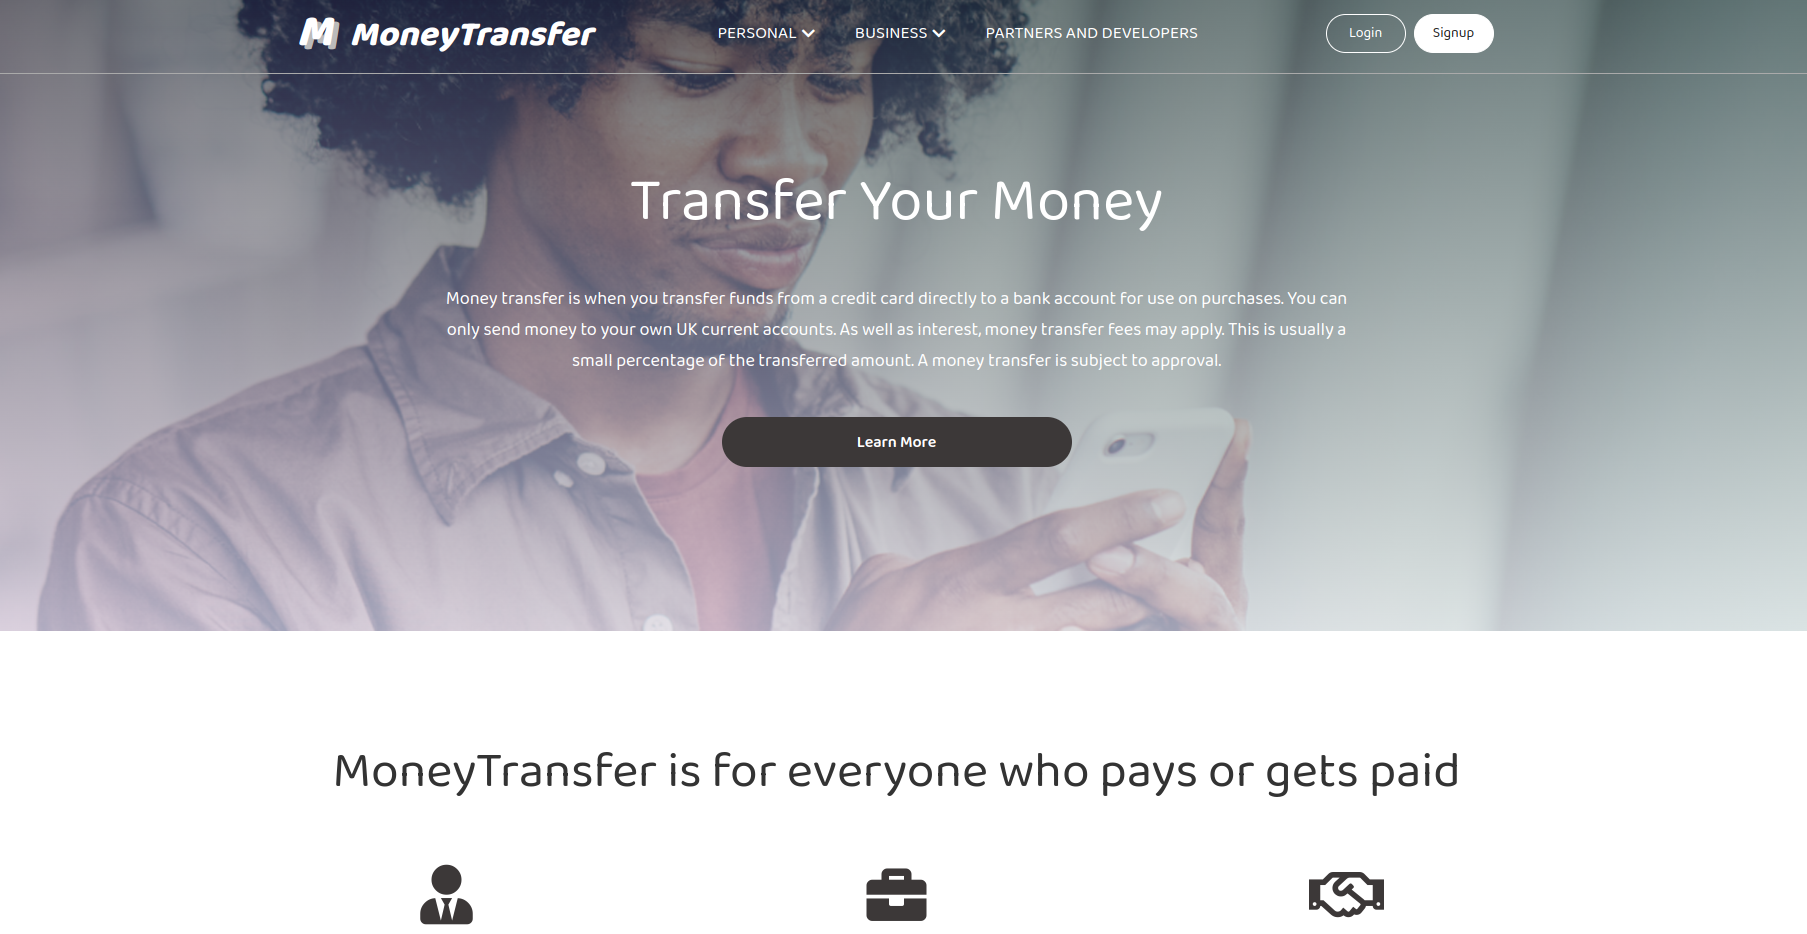 M MoneyTransfer
PERSONAL
BUSINESS
PARTNERS AND DEVELOPERS
Login
Signup
Transfer Your Money
Money transfer is when you transfer funds from a credit card directly to a bank account for use on purchases. You can
only send money to your own UK current accounts. As well as interest, money transfer fees may apply. This is usually a
small percentage of the transferred amount. A money transfer is subject to approval.
Learn More
MoneyTransfer is for everyone who pays or gets paid